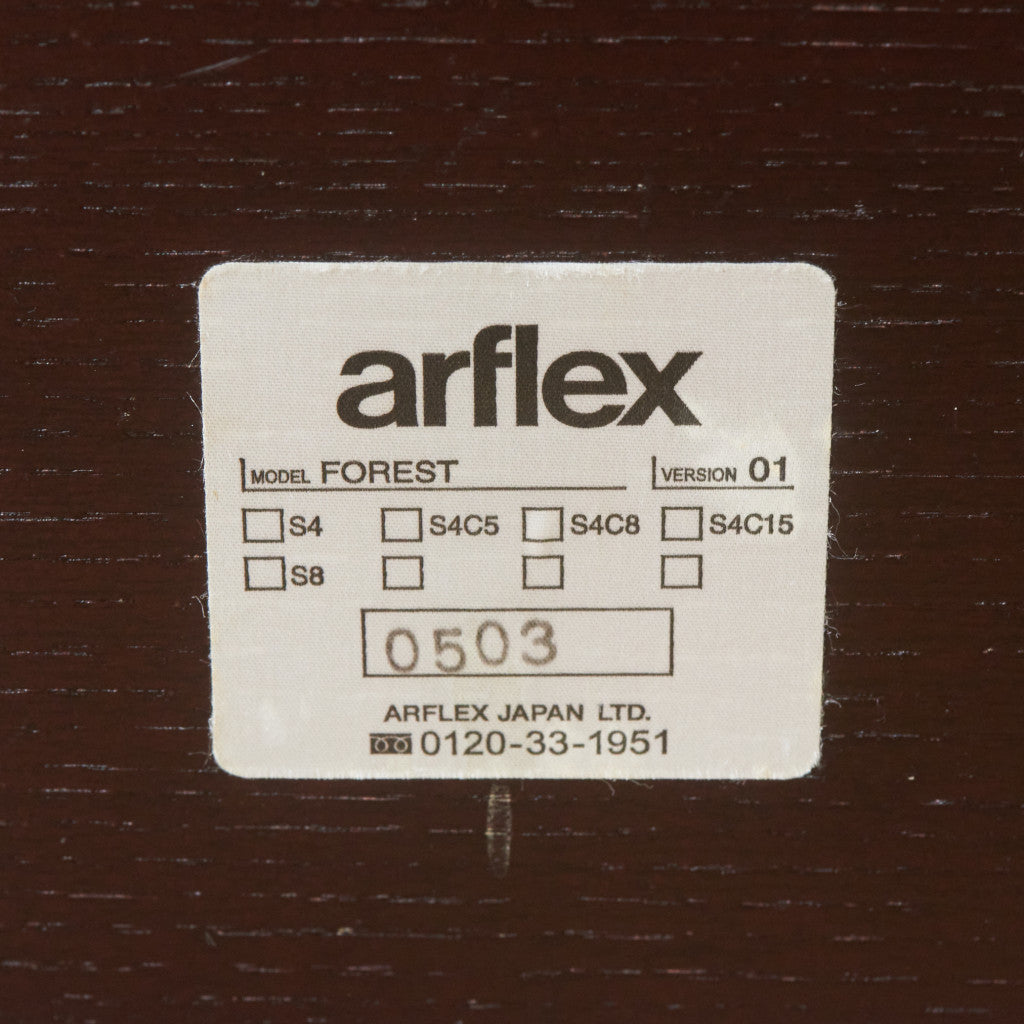 arflex
MODEL FOREST VERSION 01
S4 S4C5 S4C8 S4C15
S8
0503
ARFLEX JAPAN LTD.
0120-33-1951